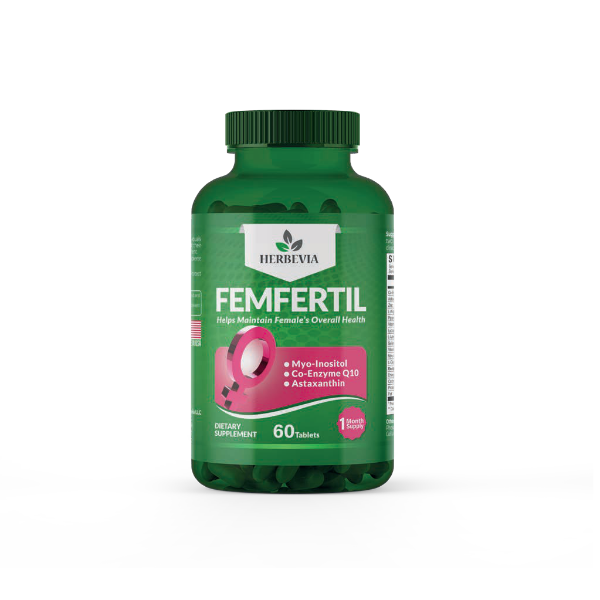 HERBEVIA
FEMFERTIL
Helps Maintain Female's Overall Health
Myo-Inositol
Co-Enzyme Q10
Astaxanthin
DIETARY
SUPPLEMENT
60 Tablets
1 Month
Supply